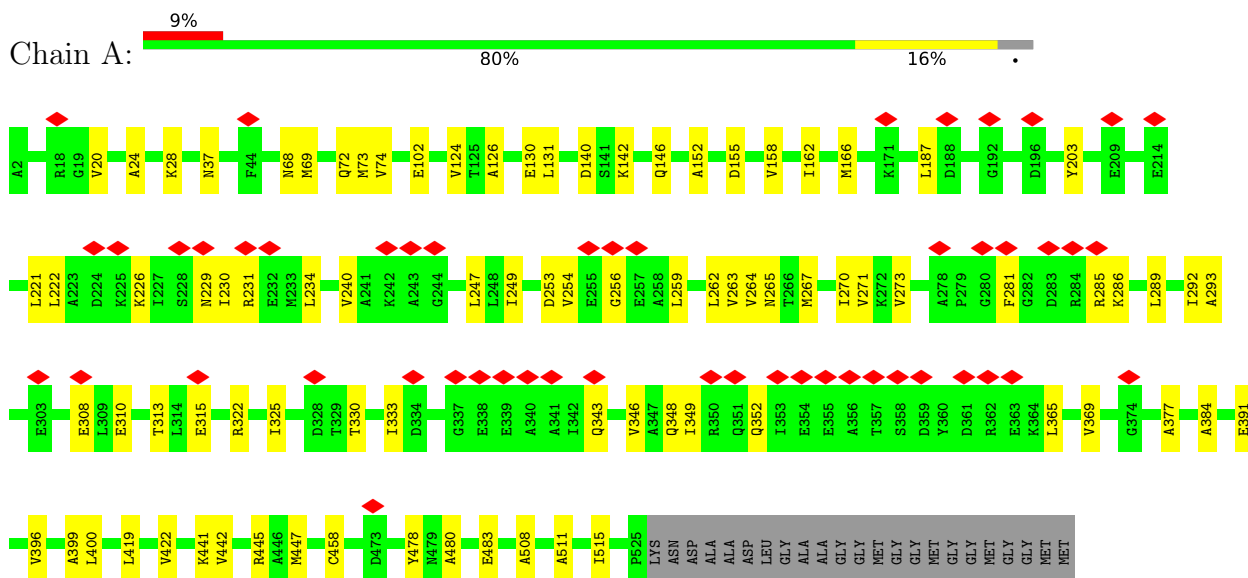 9%
Chain A:
80% 16% •
A2 R18 G19 V20 A24 K28 N37 F44 N68 M69 Q72 M73 V74 E102 V124 T125 A126 E130 L131 D140 S141 K142 Q146 A152 D155 V158 I162 M166 K171 L187 D188 G192 D196 Y203 E209 E214
L221 L222 A223 D224 K225 K226 I227 S228 N229 I230 R231 E232 M233 L234 V240 A241 K242 A243 G244 L247 L248 I249 D253 V254 E255 G256 E257 A258 L259 L262 V263 V264 N265 T266 M267 I270 V271 K272 V273 A278 P279 G280 F281 G282 D283 R284 R285 K286 L289 I292 A293
E303 E308 L309 E310 T313 L314 E315 R322 I325 D328 T329 T330 I333 D334 G337 E338 E339 A340 A341 I342 Q343 V346 A347 Q348 I349 R350 Q351 Q352 I353 E354 E355 A356 T357 S358 D359 Y360 D361 R362 E363 K364 L365 V369 G374 A377 A384 E391
V396 A399 L400 L419 V422 K441 V442 R445 A446 M447 C458 D473 Y478 N479 A480 E483 A508 A511 I515 P525 LYS ASN ASP ALA ALA ASP LEU GLY ALA ALA GLY GLY MET GLY GLY MET GLY GLY MET GLY GLY MET MET